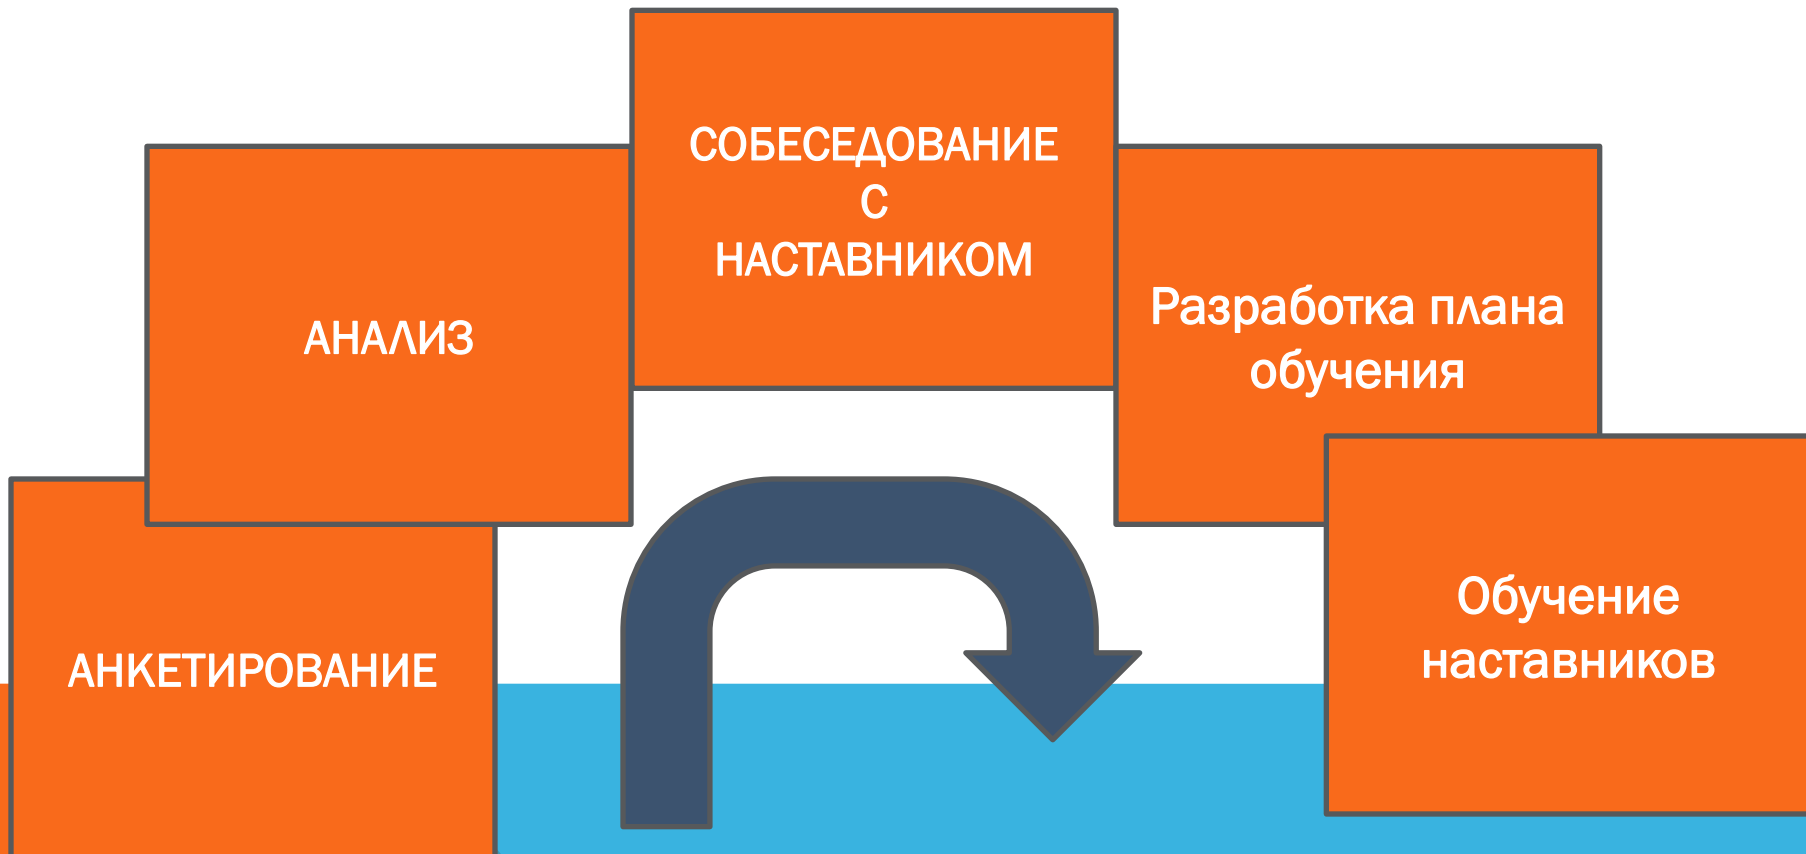 АНКЕТИРОВАНИЕ
АНАЛИЗ
СОБЕСЕДОВАНИЕ
С
НАСТАВНИКОМ
Разработка плана
обучения
Обучение
наставников